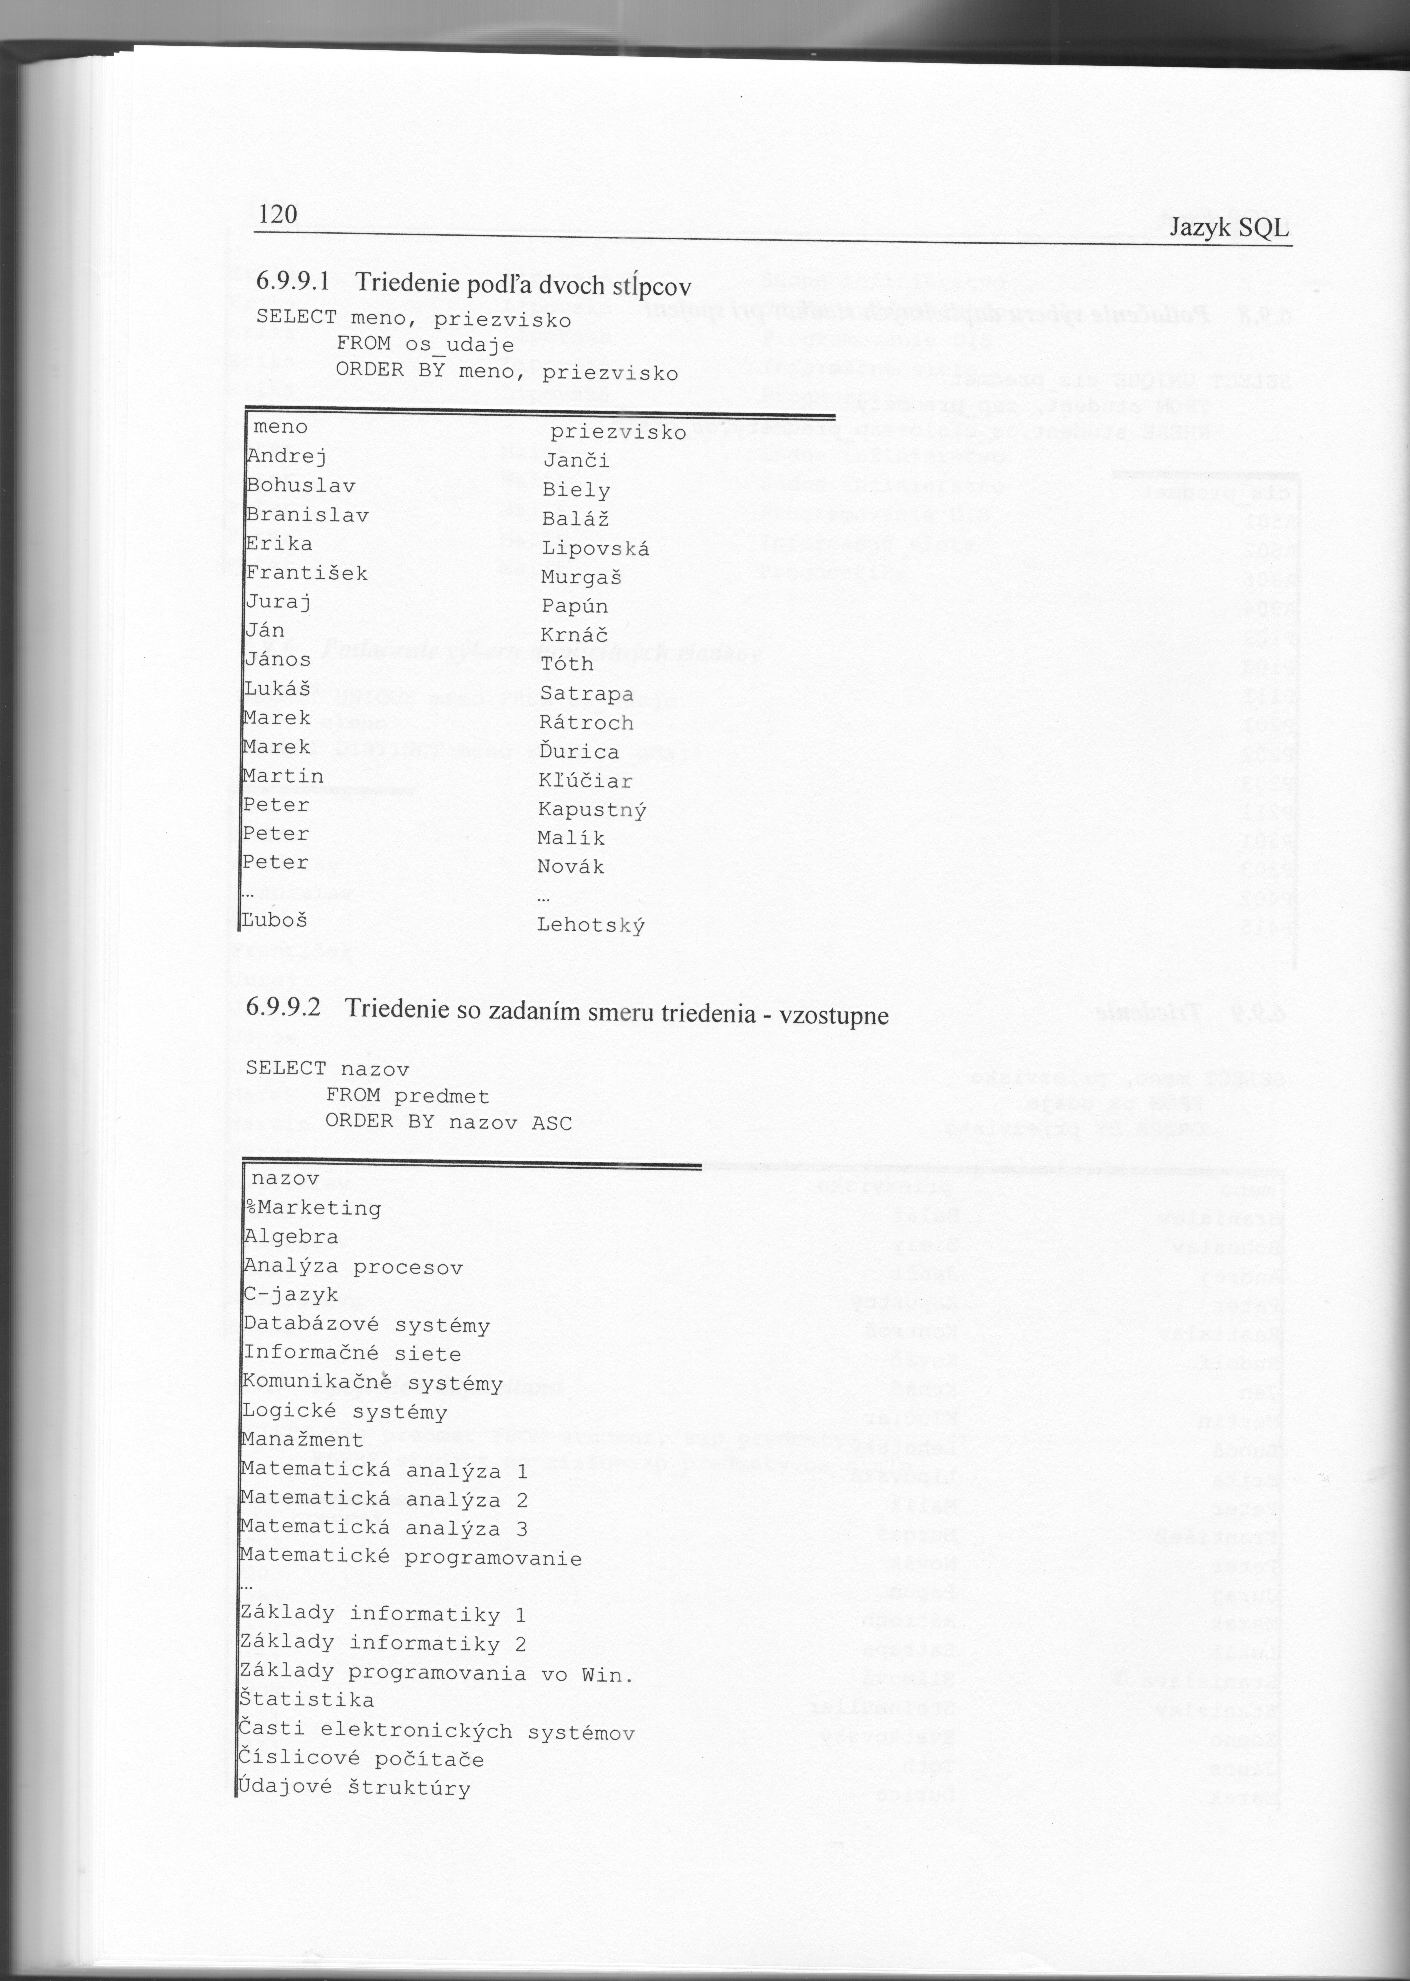 120
Jazyk SQL
6.9.9.1 Triedenie podľa dvoch stĺpcov
SELECT meno, priezvisko
FROM os_udaje
ORDER BY meno, priezvisko
meno priezvisko
Andrej Janči
Bohuslav Biely
Branislav Baláž
Erika Lipovská
František Murgaš
Juraj Papún
Ján Krnáč
János Tóth
Lukáš Satrapa
Marek Rátroch
Marek Ďurica
Martin Kľúčiar
Peter Kapustný
Peter Malík
Peter Novák
… …
Ľuboš Lehotský
6.9.9.2 Triedenie so zadaním smeru triedenia - vzostupne
SELECT nazov
FROM predmet
ORDER BY nazov ASC
nazov
%Marketing
Algebra
Analýza procesov
C-jazyk
Databázové systémy
Informačné siete
Komunikačné systémy
Logické systémy
Manažment
Matematická analýza 1
Matematická analýza 2
Matematická analýza 3
Matematické programovanie
…
Základy informatiky 1
Základy informatiky 2
Základy programovania vo Win.
Štatistika
Časti elektronických systémov
Číslicové počítače
Údajové štruktúry